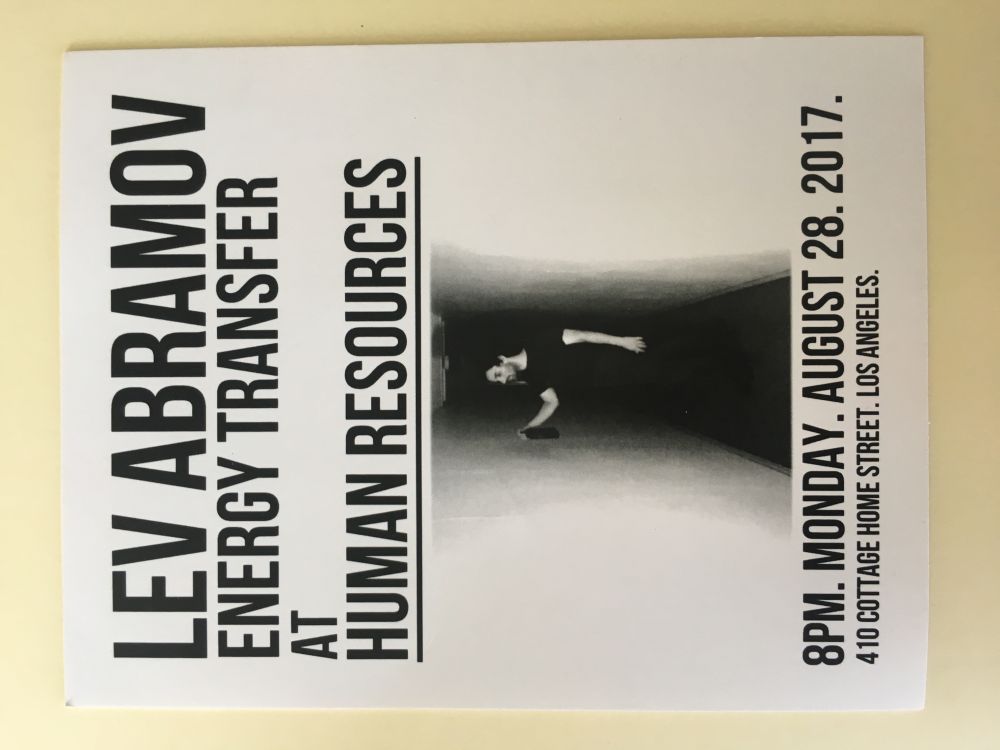 LEV ABRAMOV
ENERGY TRANSFER
AT
HUMAN RESOURCES
8PM. MONDAY. AUGUST 28. 2017.
410 COTTAGE HOME STREET. LOS ANGELES.